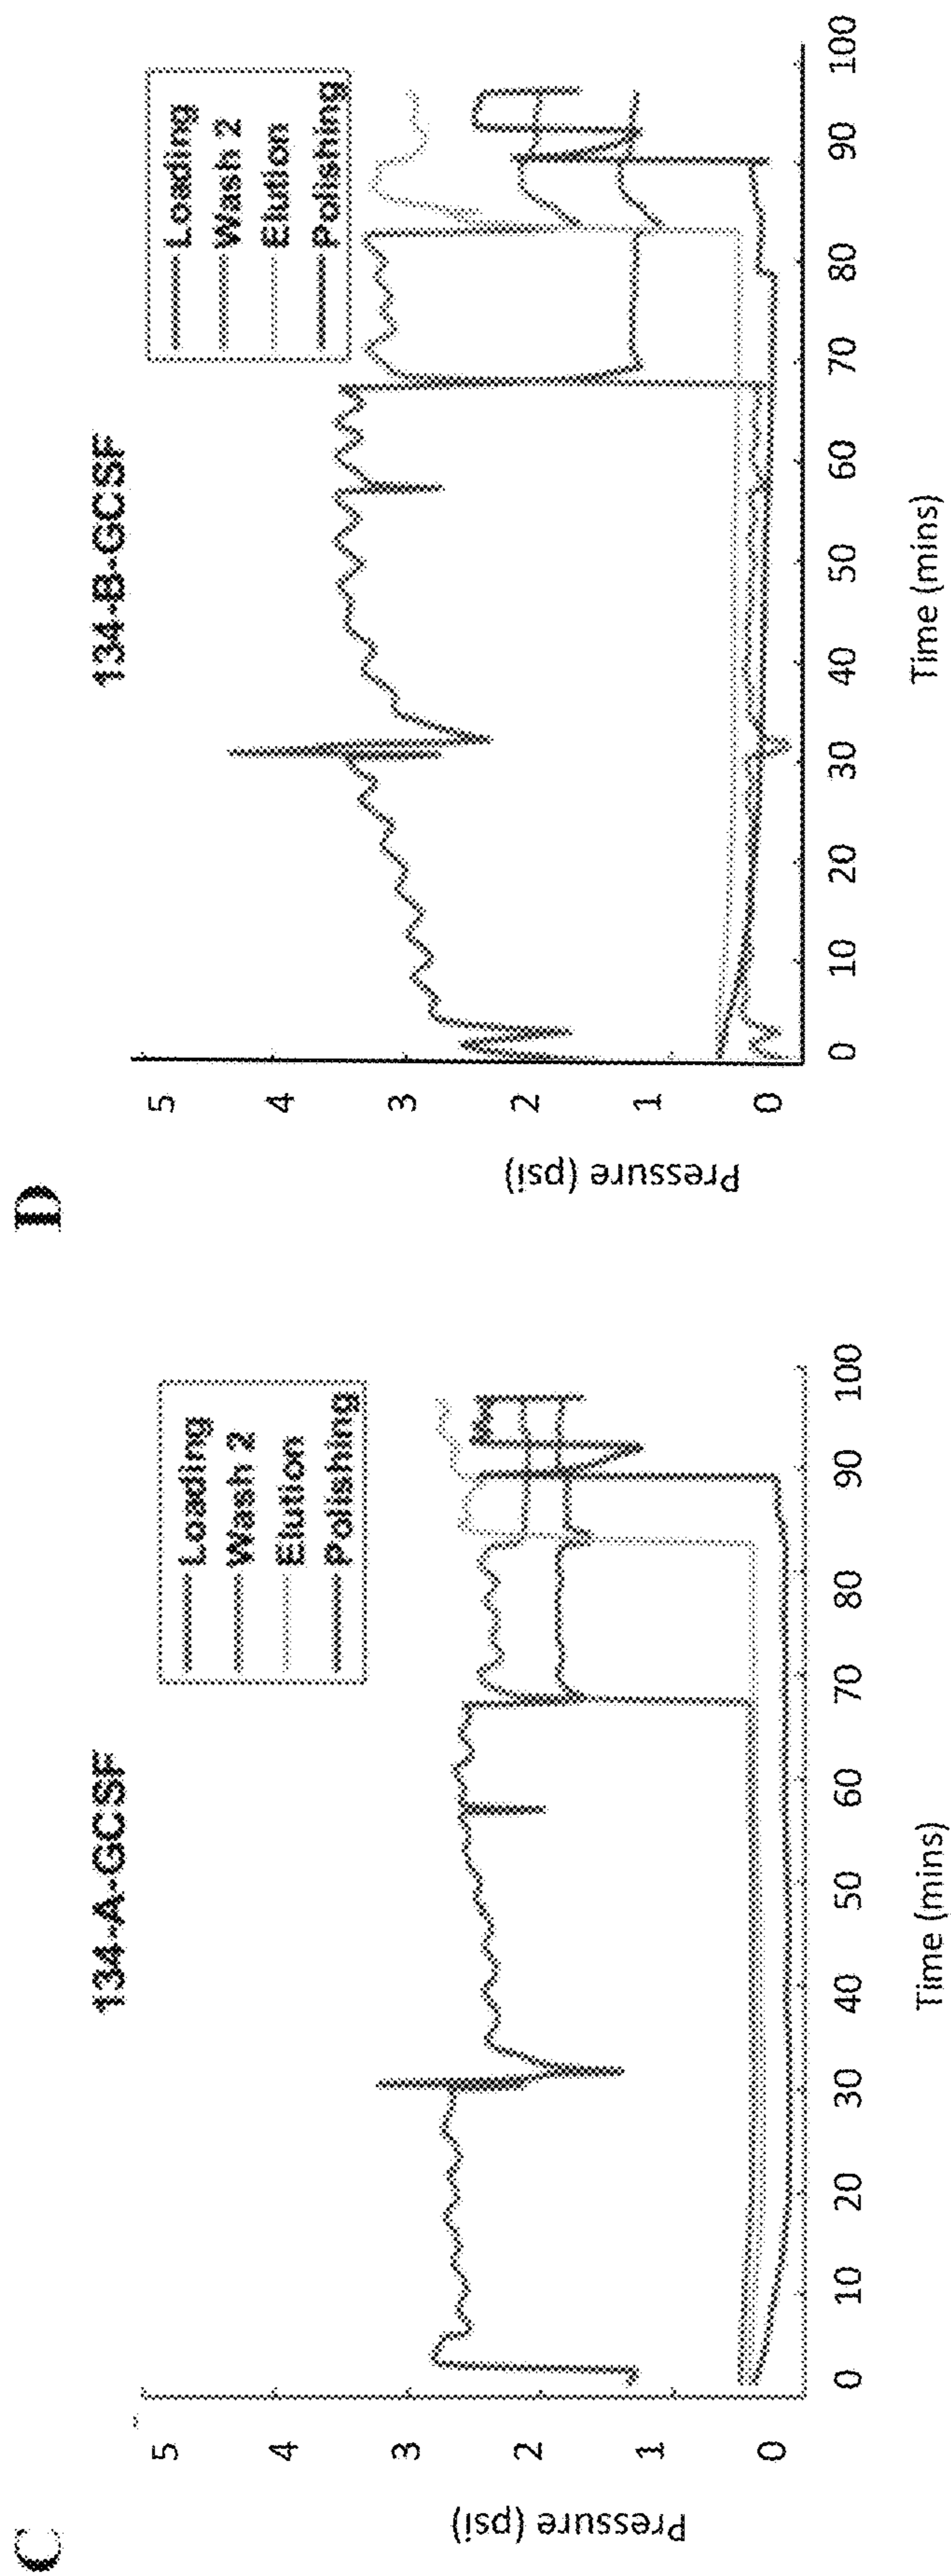 C
134-A-GCSF
Loading
Wash 2
Elution
Polishing
Pressure (psi)
5
4
3
2
1
0
0 10 20 30 40 50 60 70 80 90 100
Time (mins)
D
134-B-GCSF
Loading
Wash 2
Elution
Polishing
Pressure (psi)
5
4
3
2
1
0
0 10 20 30 40 50 60 70 80 90 100
Time (mins)